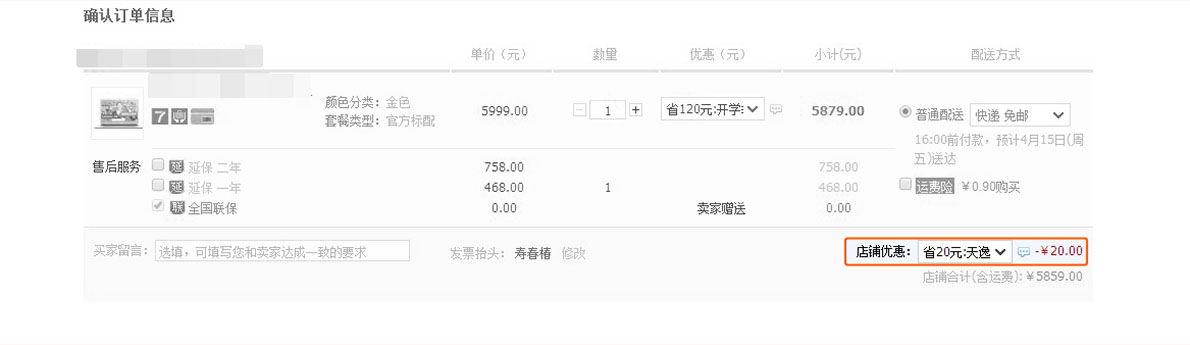 确认订单信息
单价（元） 数量 优惠（元） 小计(元) 配送方式
7 颜色分类：金色 5999.00 1 + 省120元:开学 5879.00 普通配送 快递 免邮
套餐类型：官方标配
16:00前付款，预计4月15日(周
五)送达
售后服务 延 延保 二年 758.00 758.00
延 延保 一年 468.00 1 468.00 运费险 ￥0.90购买
联 全国联保 0.00 卖家赠送 0.00
买家留言： 选填，可填写您和卖家达成一致的要求 发票抬头：寿春椿 修改 店铺优惠： 省20元:天逸 -￥20.00
店铺合计(含运费)：￥5859.00